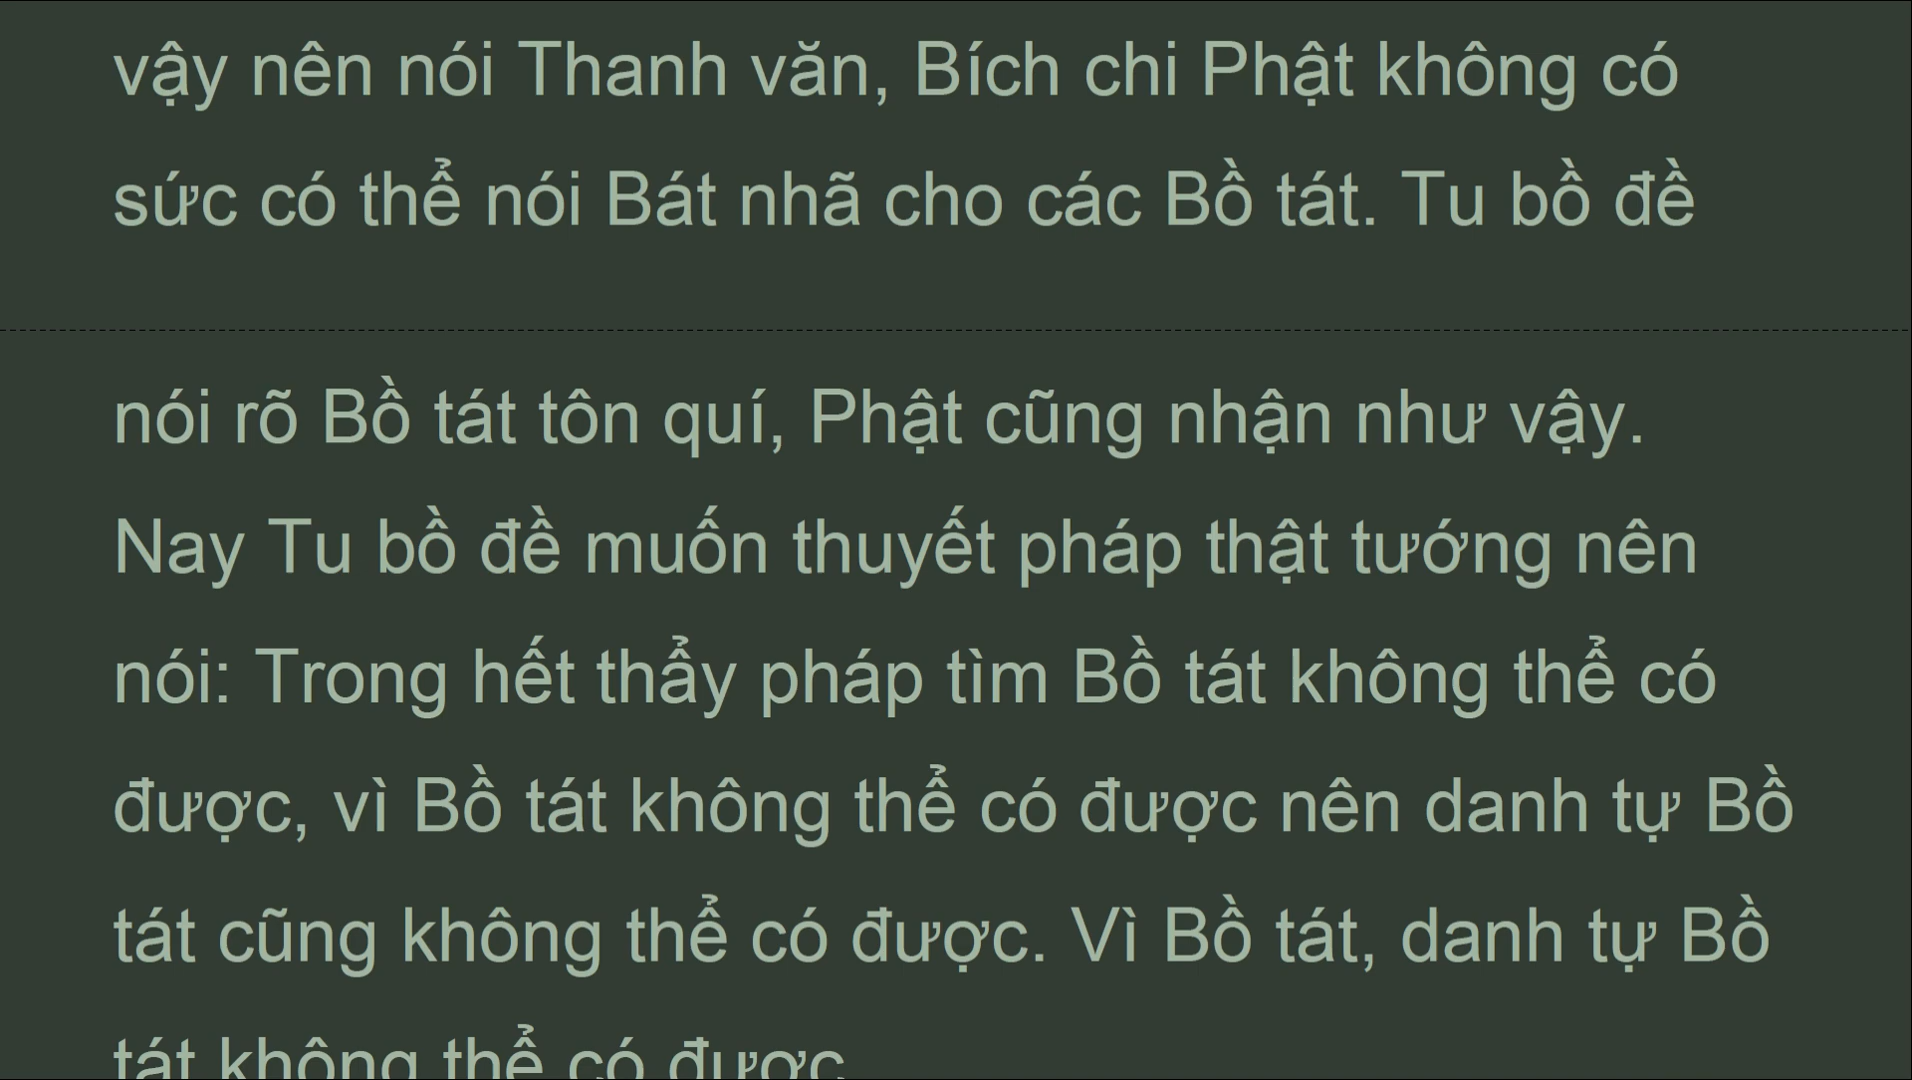 vậy nên nói Thanh văn, Bích chi Phật không có
sức có thể nói Bát nhã cho các Bồ tát. Tu bồ đề
nói rõ Bồ tát tôn quí, Phật cũng nhận như vậy.
Nay Tu bồ đề muốn thuyết pháp thật tướng nên
nói: Trong hết thẩy pháp tìm Bồ tát không thể có
được, vì Bồ tát không thể có được nên danh tự Bồ
tát cũng không thể có được. Vì Bồ tát, danh tự Bồ
tát không thể có được